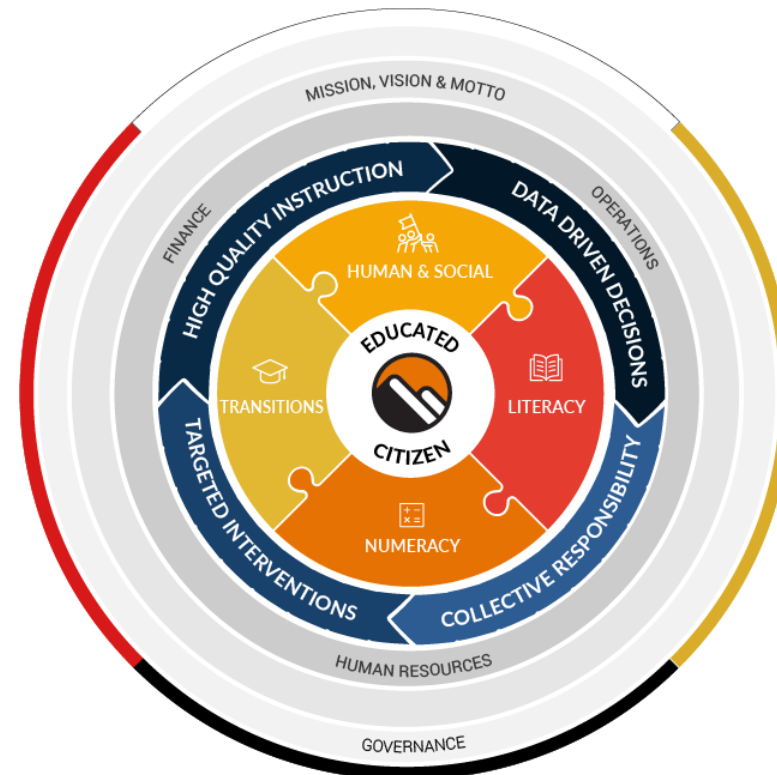 MISSION, VISION & MOTTO
FINANCE
OPERATIONS
HIGH QUALITY INSTRUCTION
DATA DRIVEN DECISIONS
HUMAN & SOCIAL
EDUCATED
TRANSITIONS
LITERACY
CITIZEN
NUMERACY
TARGETED INTERVENTIONS
COLLECTIVE RESPONSIBILITY
HUMAN RESOURCES
GOVERNANCE